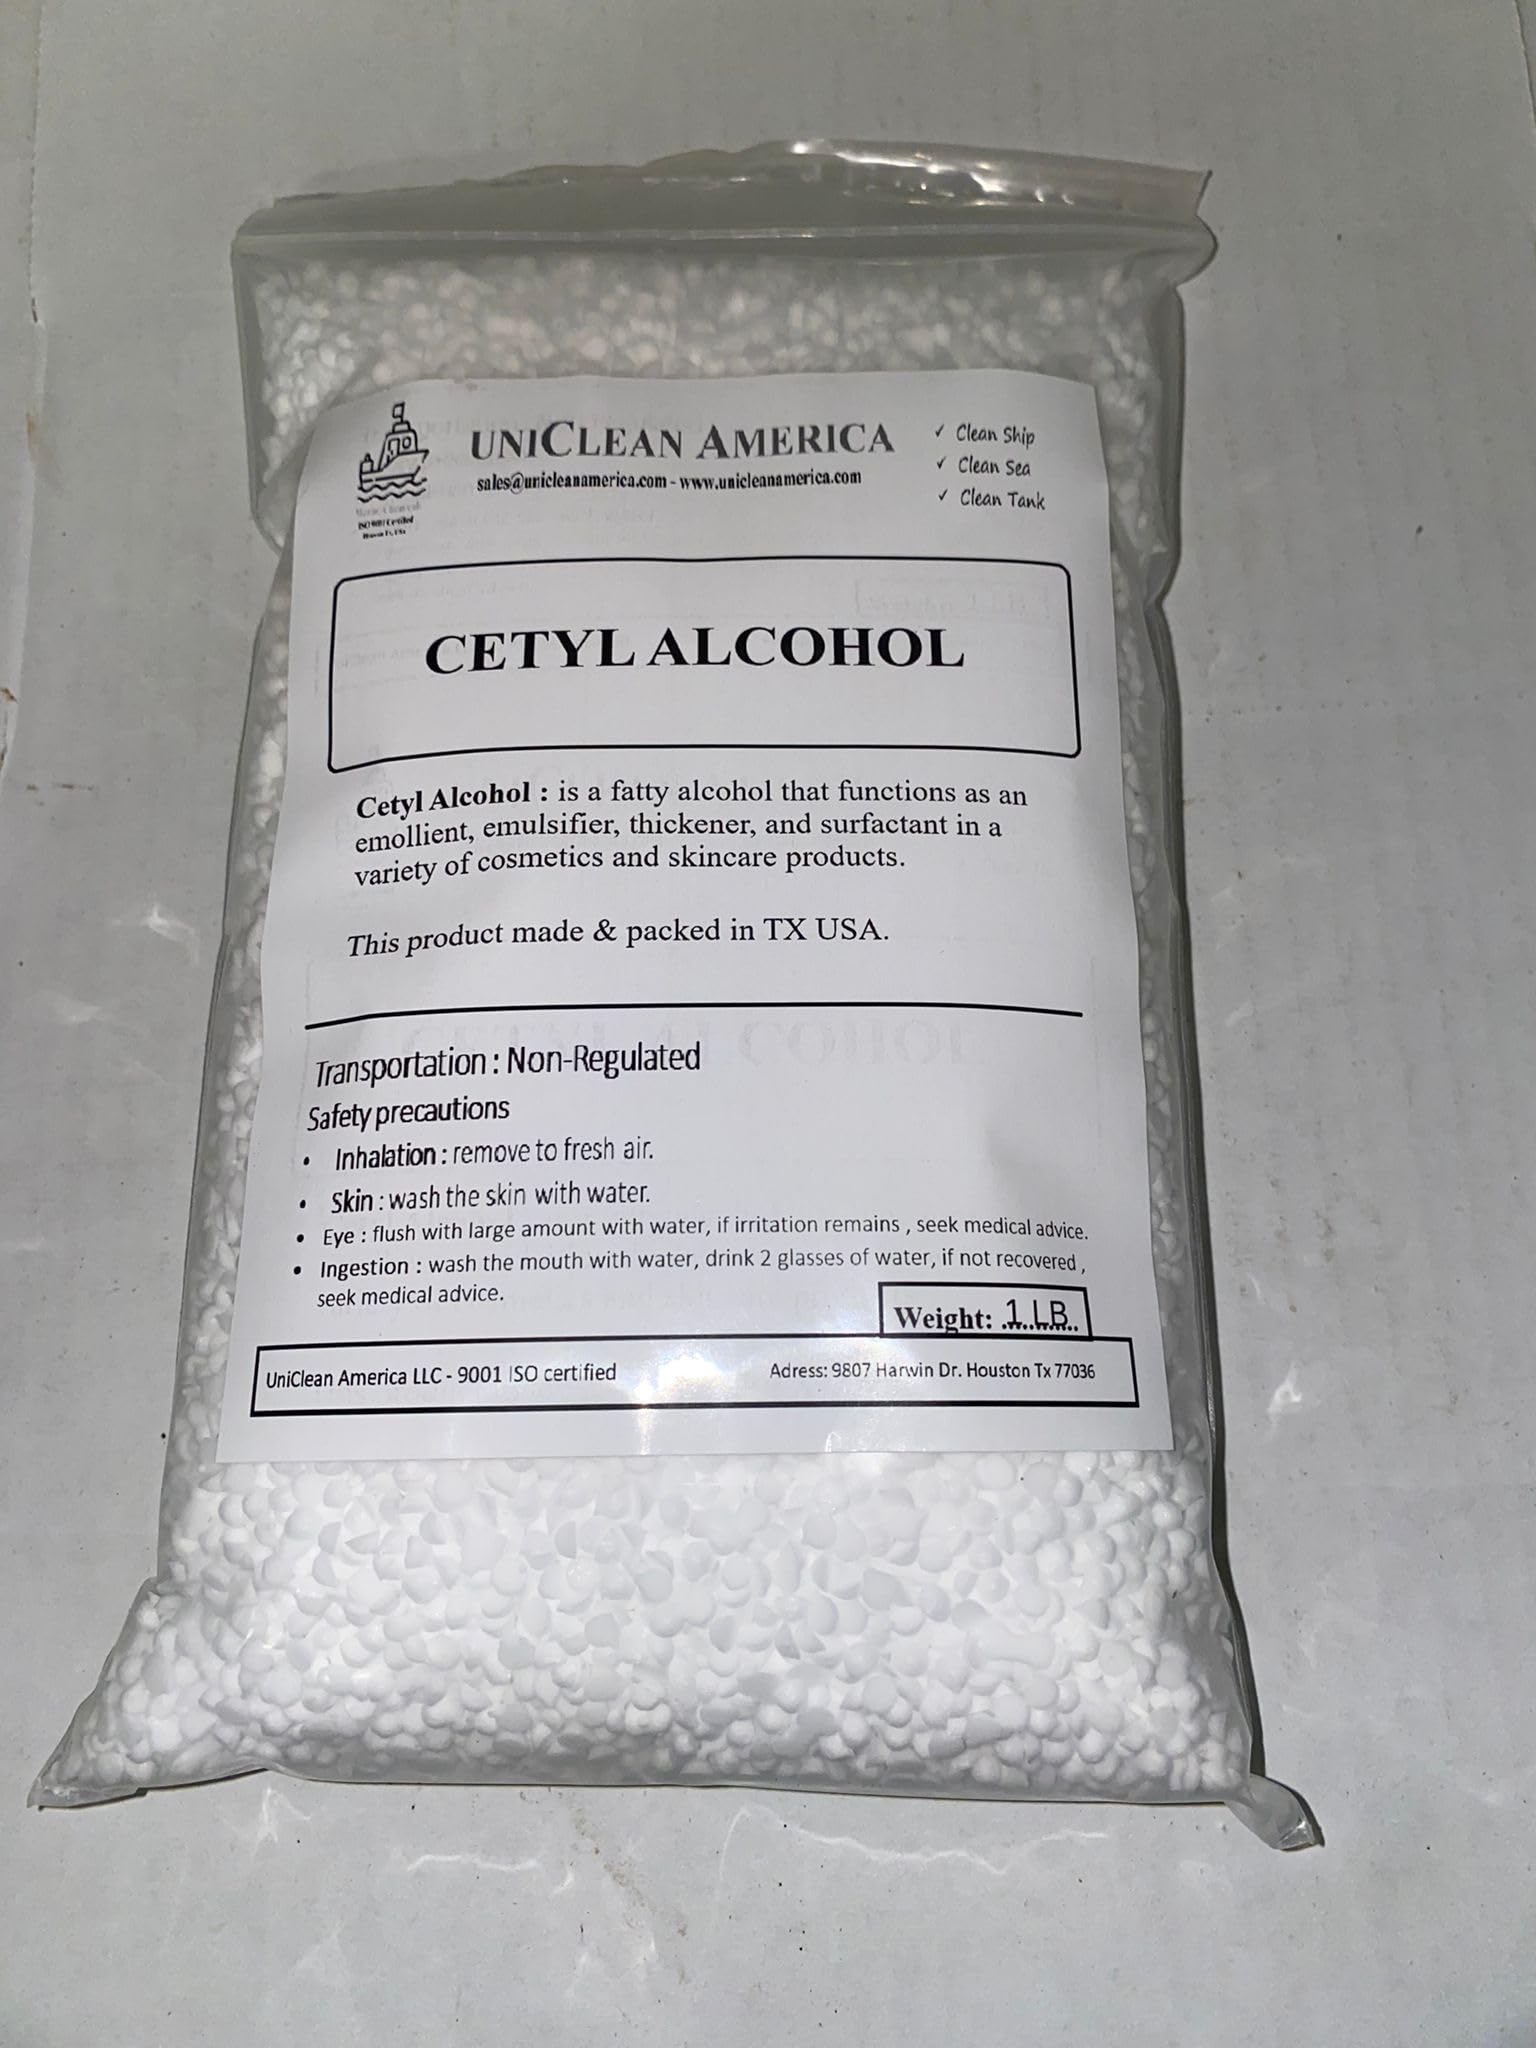 UNICLEAN AMERICA
sales@unicleanamerica.com - www.unicleanamerica.com
✓ Clean Ship
✓ Clean Sea
✓ Clean Tank
ISO 9001 Certified
CETYL ALCOHOL
Cetyl Alcohol : is a fatty alcohol that functions as an
emollient, emulsifier, thickener, and surfactant in a
variety of cosmetics and skincare products.
This product made & packed in TX USA.
Transportation : Non-Regulated
Safety precautions
• Inhalation : remove to fresh air.
• Skin : wash the skin with water.
• Eye : flush with large amount with water, if irritation remains , seek medical advice.
• Ingestion : wash the mouth with water, drink 2 glasses of water, if not recovered ,
seek medical advice.
Weight: .1..LB..
UniClean America LLC - 9001 ISO certified
Adress: 9807 Harwin Dr. Houston Tx 77036